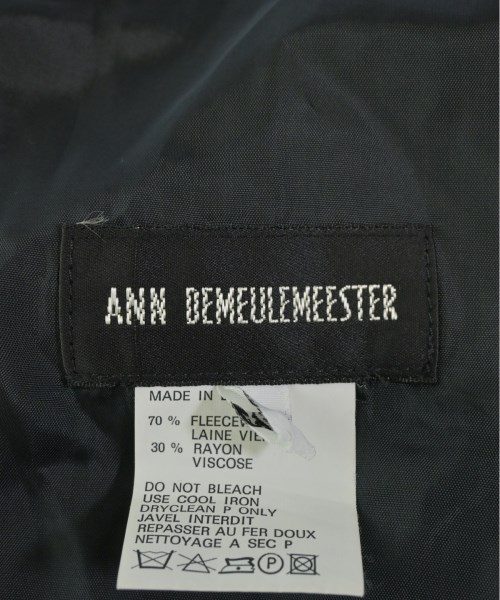 ANN DEMEULEMEESTER
MADE IN
70 % FLEECEW
LAINE VIE
30 % RAYON
VISCOSE
DO NOT BLEACH
USE COOL IRON
DRYCLEAN P ONLY
JAVEL INTERDIT
REPASSER AU FER DOUX
NETTOYAGE A SEC P
P